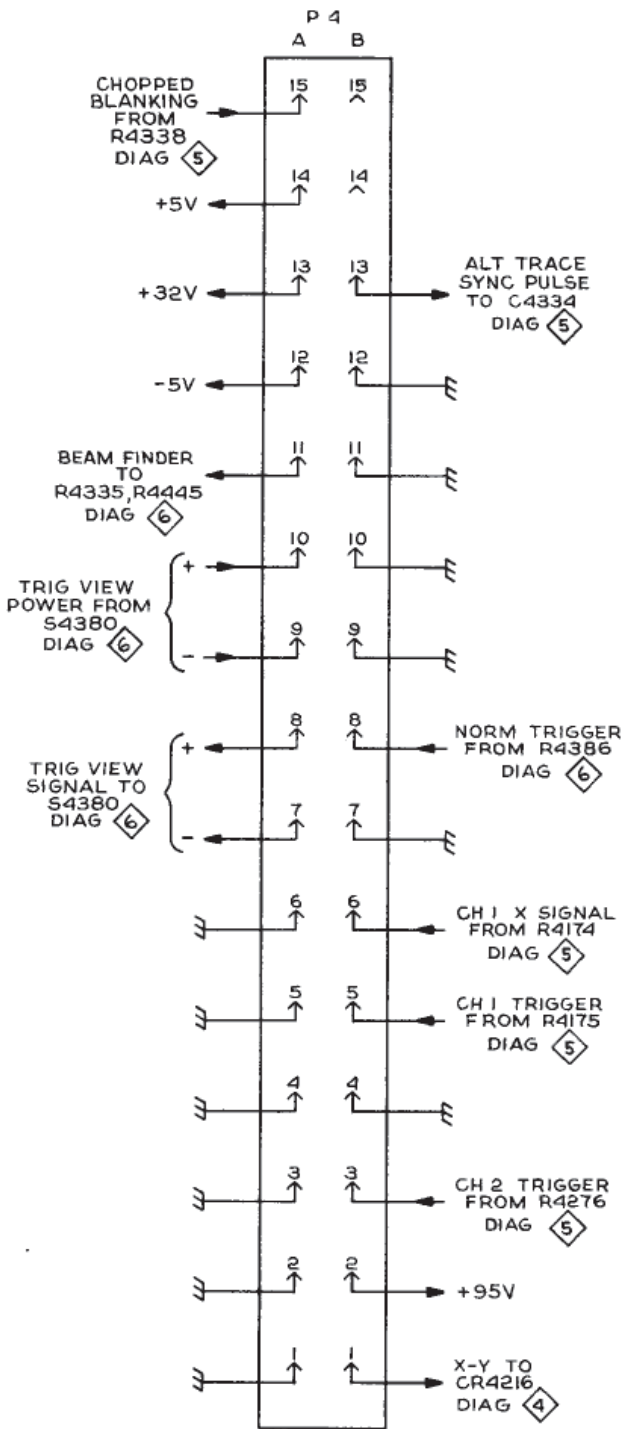 P 4
A B
15 15
CHOPPED
BLANKING
FROM
R4338
DIAG 5
14 14
+5V
13 13
+32V
ALT TRACE
SYNC PULSE
TO C4334
DIAG 5
12 12
-5V
11 11
BEAM FINDER
TO
R4335,R4445
DIAG 6
10 10
+
TRIG VIEW
POWER FROM
S4380
DIAG 6
9 9
-
8 8
+
NORM TRIGGER
FROM R4386
DIAG 6
TRIG VIEW
SIGNAL TO
S4380
DIAG 6
7 7
-
6 6
CH 1 X SIGNAL
FROM R4174
DIAG 5
5 5
CH 1 TRIGGER
FROM R4175
DIAG 5
4 4
3 3
CH 2 TRIGGER
FROM R4276
DIAG 5
2 2
+95V
1 1
X-Y TO
CR4216
DIAG 4